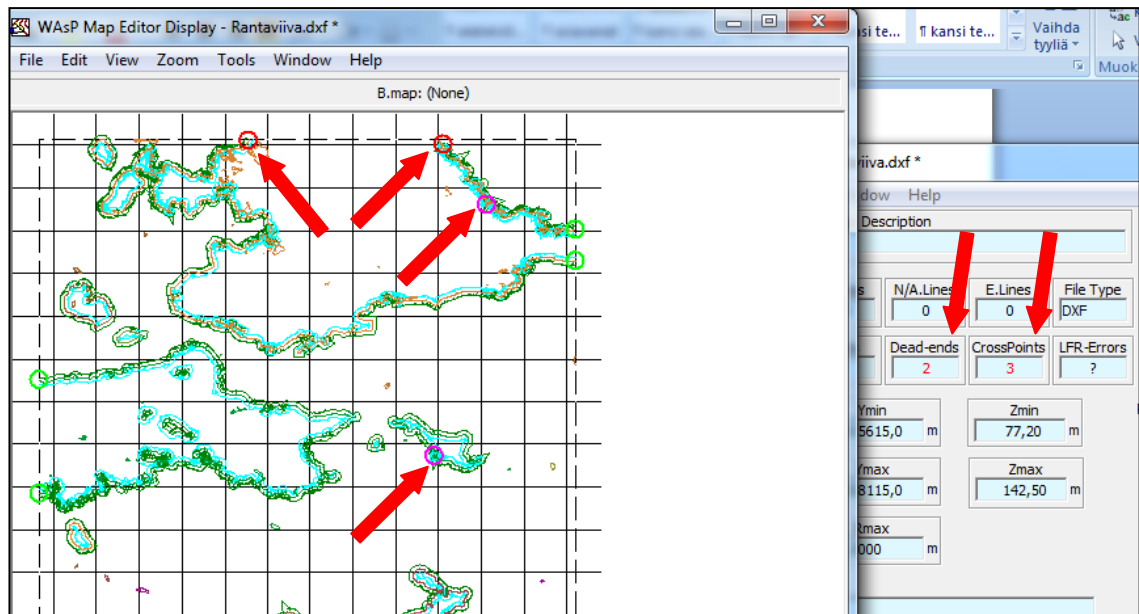 WAsP Map Editor Display - Rantaviiva.dxf *
File Edit View Zoom Tools Window Help
B.map: (None)
si te... ¶ kansi te... Vaihda
tyyliä
Muok
viiva.dxf *
dow Help
Description
N/A.Lines E.Lines File Type
0 0 DXF
Dead-ends CrossPoints LFR-Errors
2 3 ?
Ymin Zmin
5615,0 m 77,20 m
Ymax Zmax
8115,0 m 142,50 m
Rmax
000 m